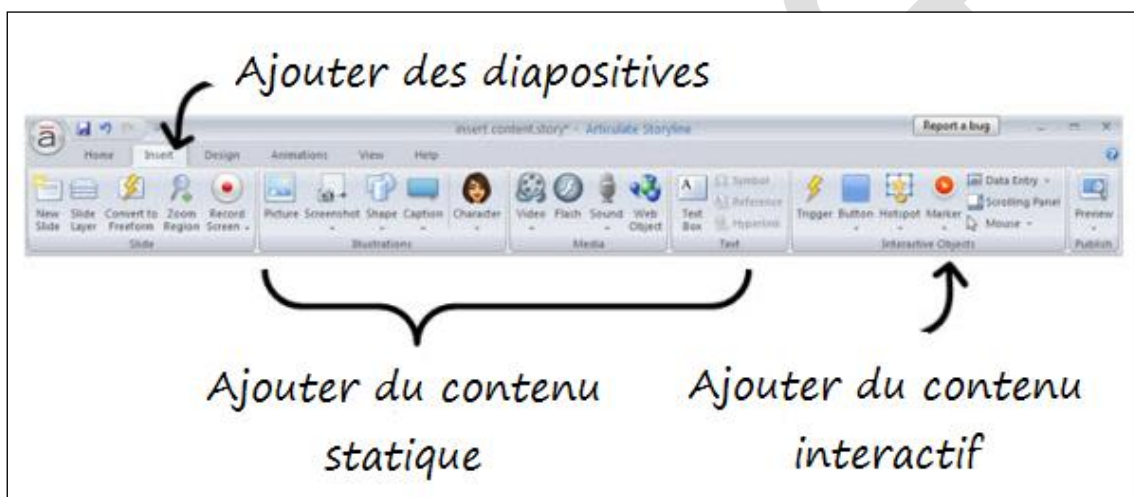 Ajouter des diapositives
insert content.story* - Articulate Storyline
Report a bug
Home Insert Design Animations View Help
New Slide
Slide Layer
Convert to Freeform
Zoom Region
Record Screen
Slide
Picture
Screenshot
Shape
Caption
Character
Illustrations
Video
Flash
Sound
Web Object
Media
Text Box
Symbol
Reference
Hyperlink
Text
Trigger
Button
Hotspot
Marker
Data Entry
Scrolling Panel
Mouse
Interactive Objects
Preview
Publish
Ajouter du contenu
statique
Ajouter du contenu
interactif